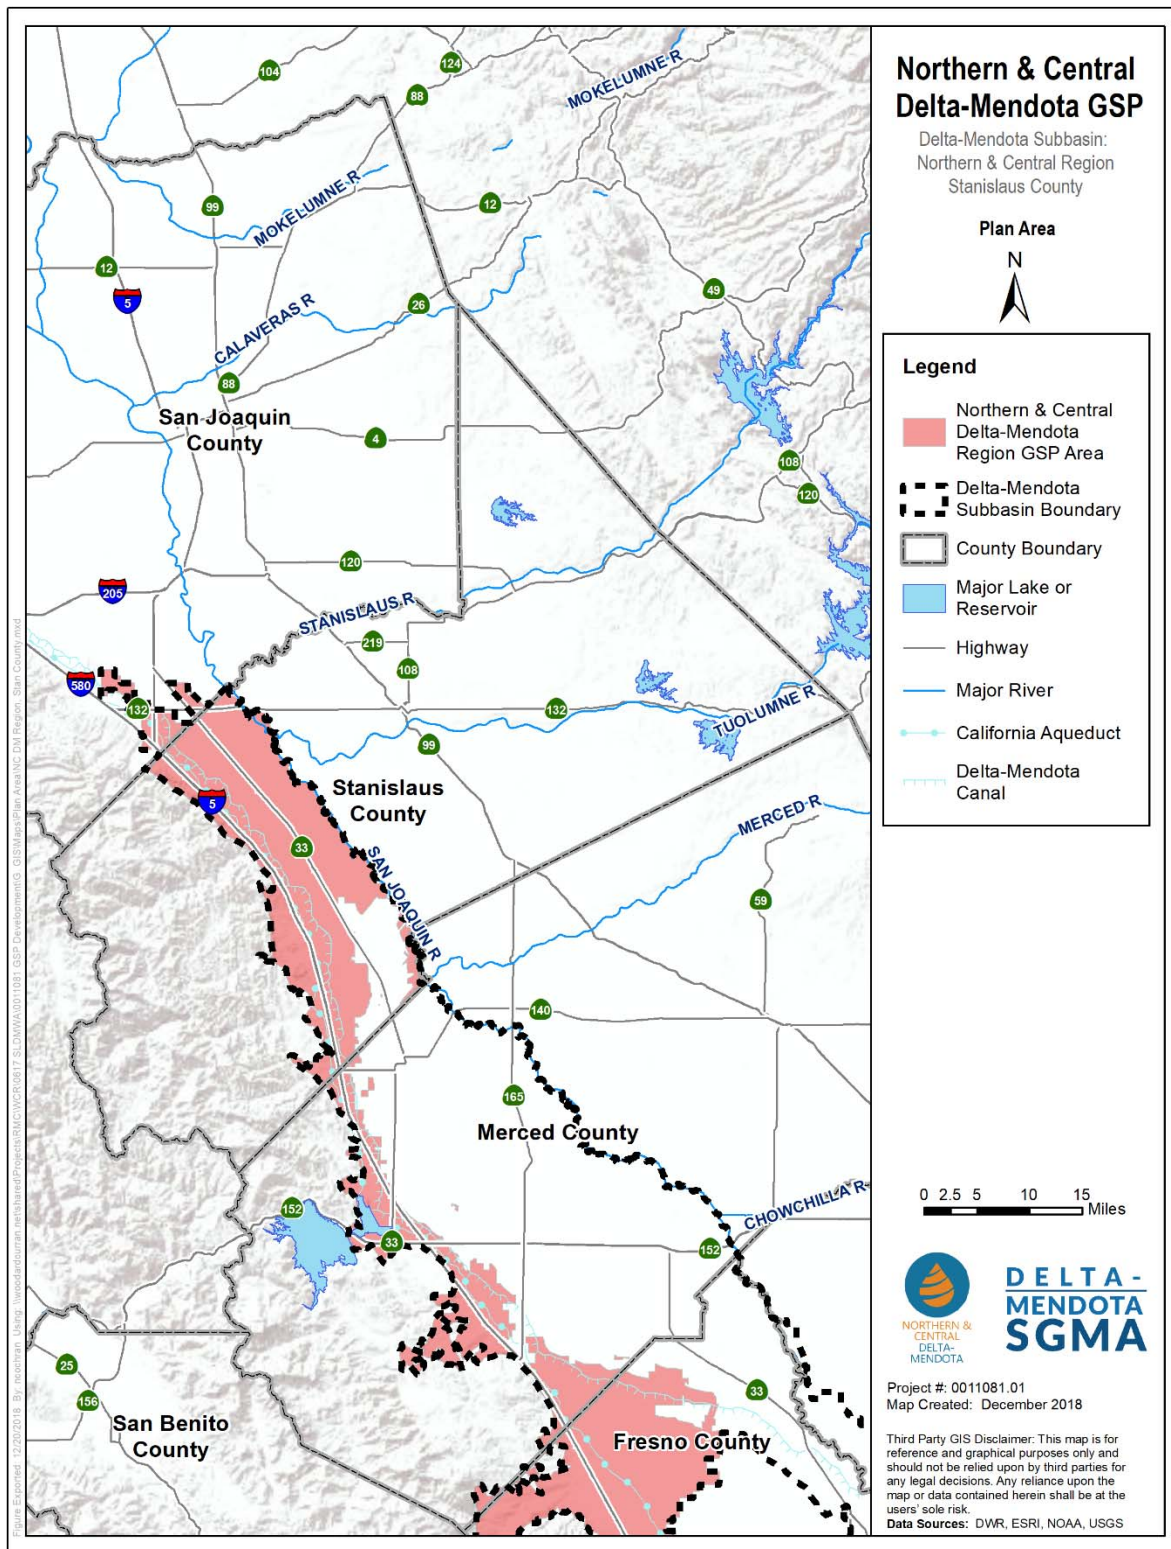 Northern & Central
Delta-Mendota GSP
Delta-Mendota Subbasin:
Northern & Central Region
Stanislaus County
Plan Area
N
Legend
Northern & Central
Delta-Mendota
Region GSP Area
Delta-Mendota
Subbasin Boundary
County Boundary
Major Lake or
Reservoir
Highway
Major River
California Aqueduct
Delta-Mendota
Canal
0 2.5 5 10 15
Miles
NORTHERN &
CENTRAL
DELTA-
MENDOTA
DELTA-
MENDOTA
SGMA
Project #: 0011081.01
Map Created: December 2018
Third Party GIS Disclaimer: This map is for
reference and graphical purposes only and
should not be relied upon by third parties for
any legal decisions. Any reliance upon the
map or data contained herein shall be at the
users' sole risk.
Data Sources: DWR, ESRI, NOAA, USGS
104
124
88
MOKELUMNE R
99
MOKELUMNE R
12
12
5
49
26
CALAVERAS R
88
San Joaquin
County
4
108
120
120
205
STANISLAUS R
219
108
580
132
132
TUOLUMNE R
99
Stanislaus
County
5
MERCED R
33
SAN JOAQUIN R
59
140
165
Merced County
CHOWCHILLA R
152
33
152
25
156
33
San Benito
County
Fresno County